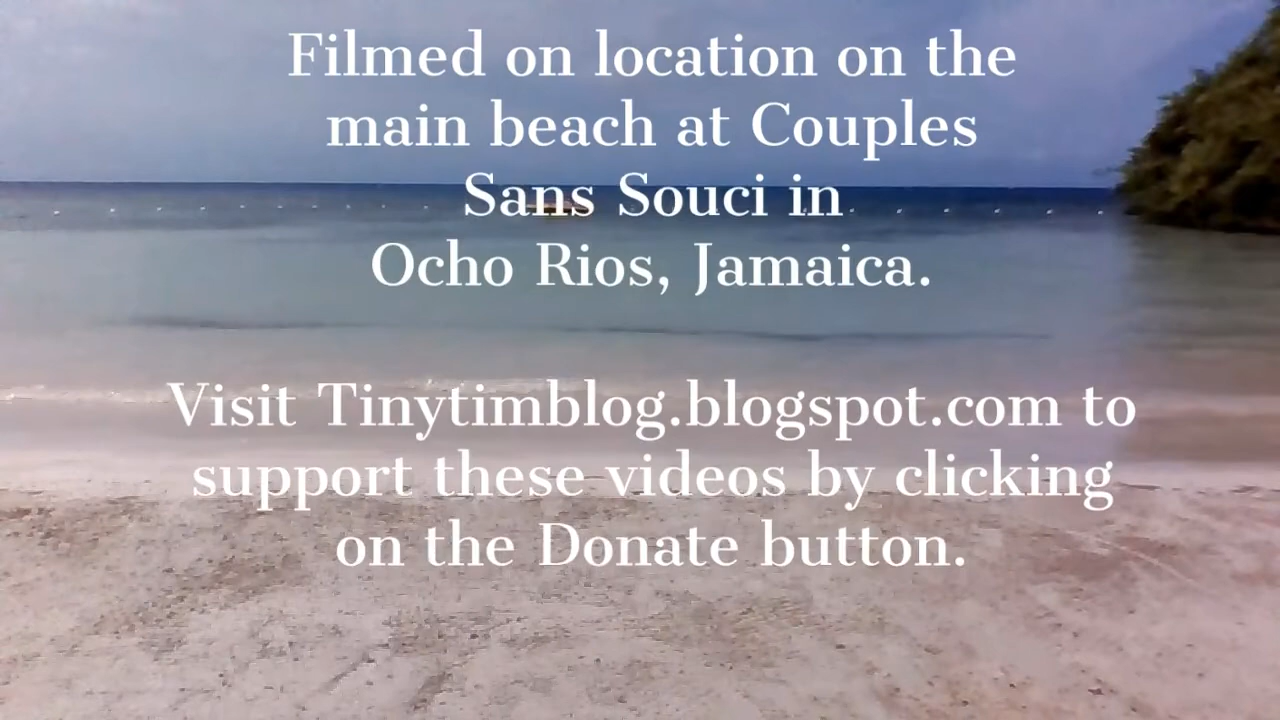 Filmed on location on the
main beach at Couples
Sans Souci in
Ocho Rios, Jamaica.
Visit Tinytimblog.blogspot.com to
support these videos by clicking
on the Donate button.